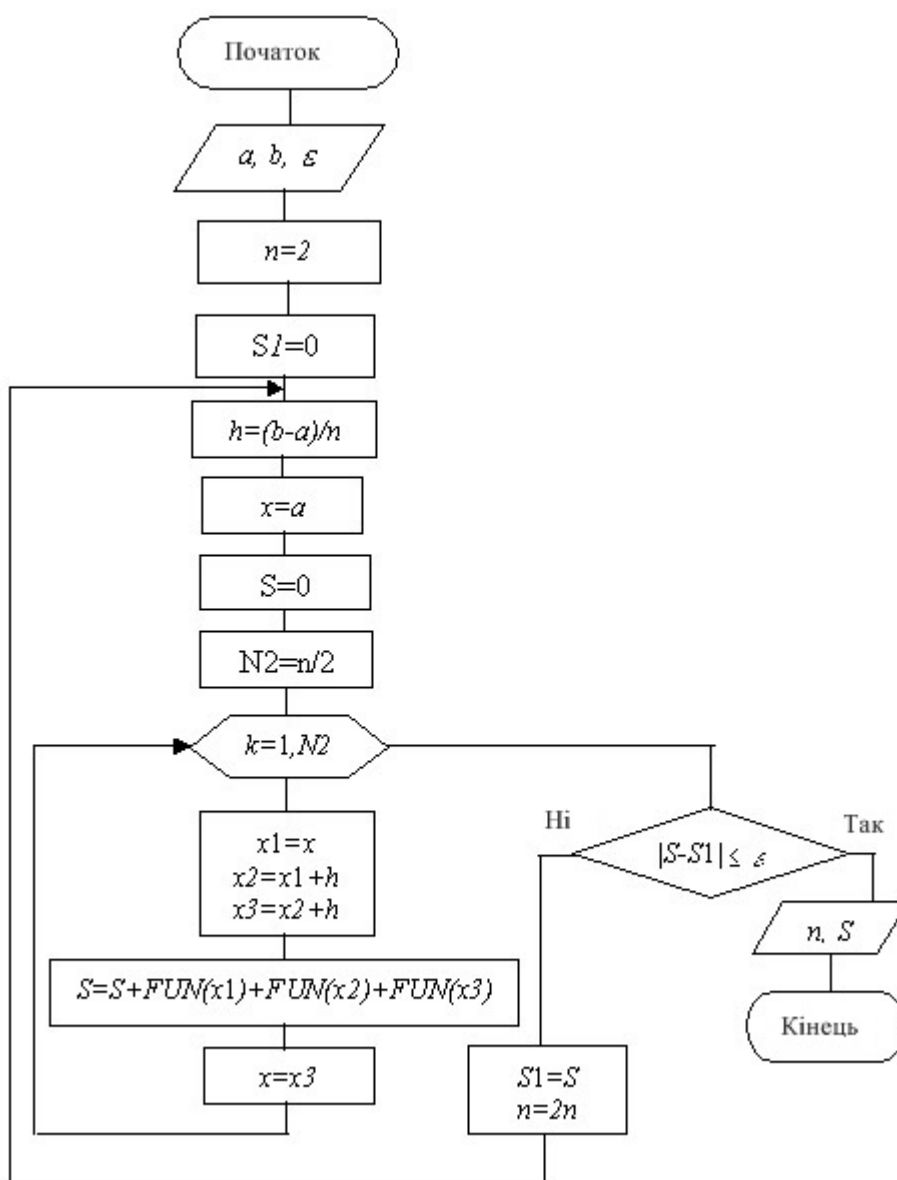 Початок
a, b, ε
n=2
S1=0
h=(b-a)/n
x=a
S=0
N2=n/2
k=1,N2
x1=x
x2=x1+h
x3=x2+h
S=S+FUN(x1)+FUN(x2)+FUN(x3)
x=x3
Ні
Так
|S-S1| ≤ ε
n, S
Кінець
S1=S
n=2n